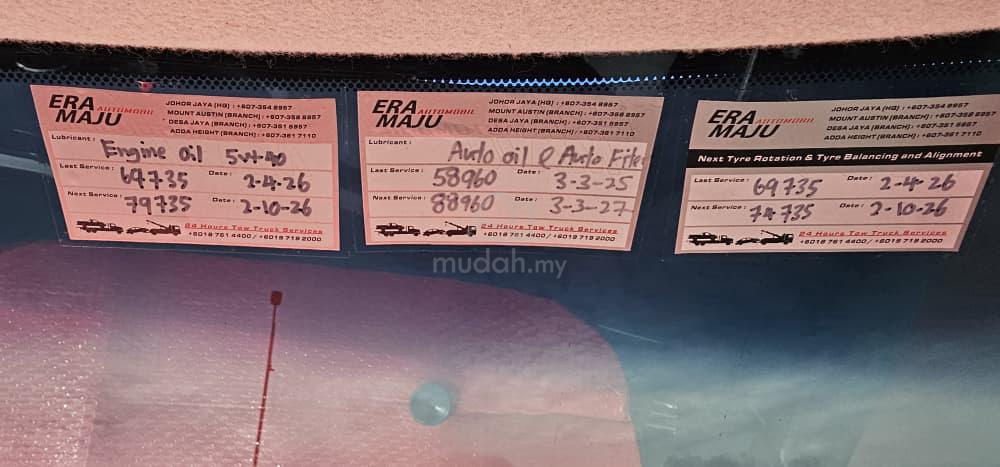 ERA AUTOMOBIL
MAJU
JOHOR JAYA (HQ) : +607-354 8957
MOUNT AUSTIN (BRANCH) : +607-358 8957
DESA JAYA (BRANCH) : +607-351 5957
ADDA HEIGHT (BRANCH) : +607-361 7110
Lubricant : Engine Oil 5w-40
Last Service : 69735 Date : 2-4-26
Next Service : 79735 Date : 2-10-26
24 Hours Tow Truck Services
+6018 761 4400 / +6019 719 2000
ERA AUTOMOBIL
MAJU
JOHOR JAYA (HQ) : +607-354 8957
MOUNT AUSTIN (BRANCH) : +607-358 8957
DESA JAYA (BRANCH) : +607-351 5957
ADDA HEIGHT (BRANCH) : +607-361 7110
Lubricant : Auto oil & Auto Filter
Last Service : 58960 Date : 3-3-25
Next Service : 88960 Date : 3-3-27
24 Hours Tow Truck Services
+6018 761 4400 / +6019 719 2000
ERA AUTOMOBIL
MAJU
JOHOR JAYA (HQ) : +607-354 8957
MOUNT AUSTIN (BRANCH) : +607-358 8957
DESA JAYA (BRANCH) : +607-351 5957
ADDA HEIGHT (BRANCH) : +607-361 7110
Next Tyre Rotation & Tyre Balancing and Alignment
Last Service : 69735 Date : 2-4-26
Next Service : 74735 Date : 2-10-26
24 Hours Tow Truck Services
+6018 761 4400 / +6019 719 2000
mudah.my